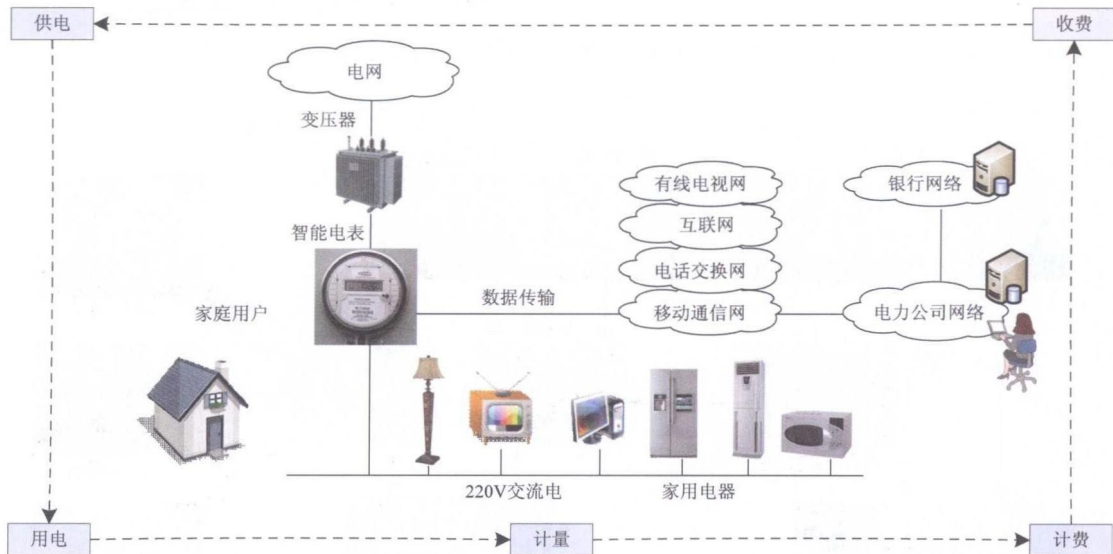 供电
收费
电网
变压器
有线电视网
银行网络
智能电表
互联网
电话交换网
家庭用户
数据传输
移动通信网
电力公司网络
220V交流电
家用电器
用电
计量
计费